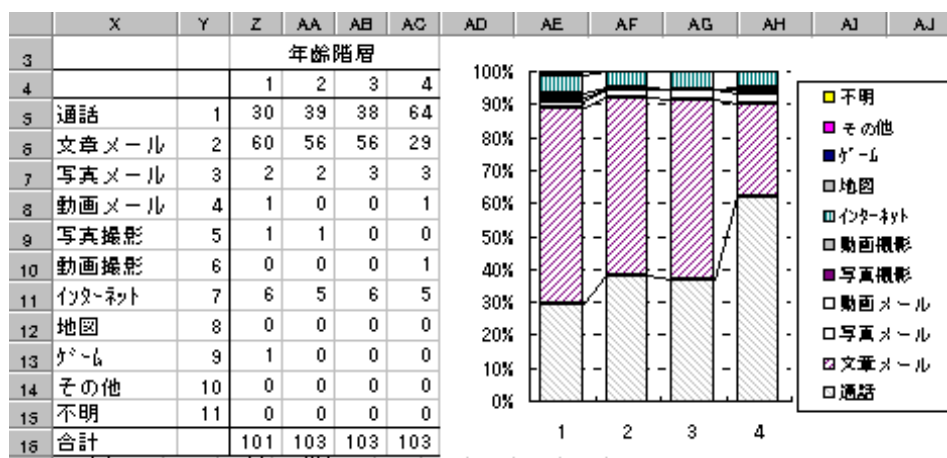 X Y Z AA AB AC AD AE AF AG AH AI AJ
3 年齢階層
4 1 2 3 4
5 通話 1 30 39 38 64
6 文章メール 2 60 56 56 29
7 写真メール 3 2 2 3 3
8 動画メール 4 1 0 0 1
9 写真撮影 5 1 1 0 0
10 動画撮影 6 0 0 0 1
11 ｲﾝﾀｰﾈｯﾄ 7 6 5 6 5
12 地図 8 0 0 0 0
13 ｹﾞｰﾑ 9 1 0 0 0
14 その他 10 0 0 0 0
15 不明 11 0 0 0 0
16 合計 101 103 103 103
100%
90%
80%
70%
60%
50%
40%
30%
20%
10%
0%
1 2 3 4
不明
その他
ｹﾞｰﾑ
地図
ｲﾝﾀｰﾈｯﾄ
動画撮影
写真撮影
動画メール
写真メール
文章メール
通話